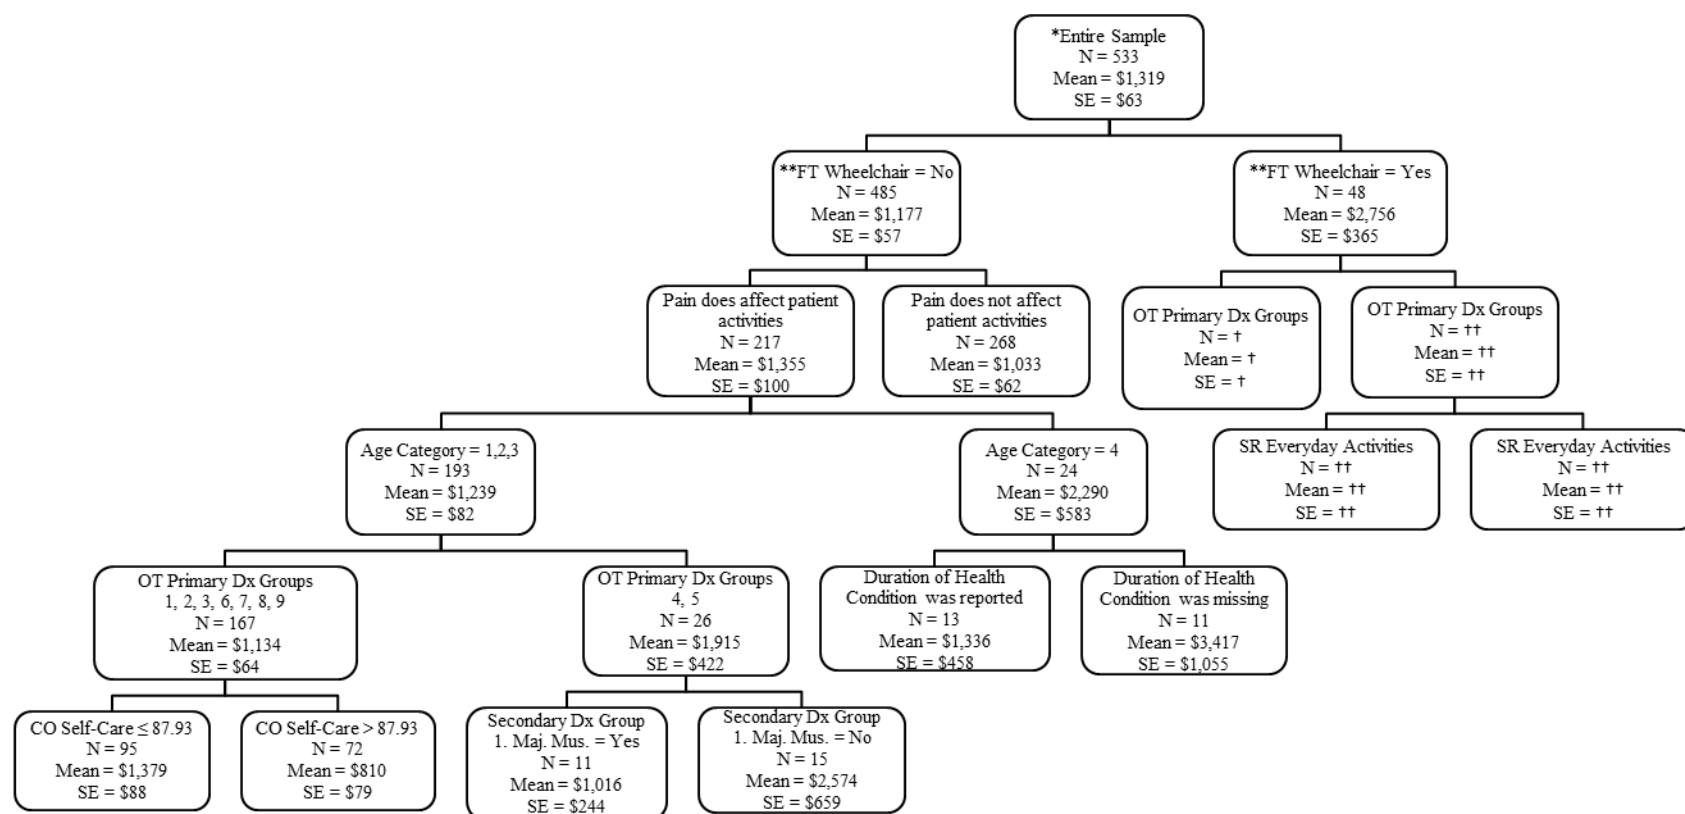 *Entire Sample
N = 533
Mean = $1,319
SE = $63
**FT Wheelchair = No
N = 485
Mean = $1,177
SE = $57
**FT Wheelchair = Yes
N = 48
Mean = $2,756
SE = $365
Pain does affect patient
activities
N = 217
Mean = $1,355
SE = $100
Pain does not affect
patient activities
N = 268
Mean = $1,033
SE = $62
OT Primary Dx Groups
N = †
Mean = †
SE = †
OT Primary Dx Groups
N = ††
Mean = ††
SE = ††
Age Category = 1,2,3
N = 193
Mean = $1,239
SE = $82
Age Category = 4
N = 24
Mean = $2,290
SE = $583
SR Everyday Activities
N = ††
Mean = ††
SE = ††
SR Everyday Activities
N = ††
Mean = ††
SE = ††
OT Primary Dx Groups
1, 2, 3, 6, 7, 8, 9
N = 167
Mean = $1,134
SE = $64
OT Primary Dx Groups
4, 5
N = 26
Mean = $1,915
SE = $422
Duration of Health
Condition was reported
N = 13
Mean = $1,336
SE = $458
Duration of Health
Condition was missing
N = 11
Mean = $3,417
SE = $1,055
CO Self-Care ≤ 87.93
N = 95
Mean = $1,379
SE = $88
CO Self-Care > 87.93
N = 72
Mean = $810
SE = $79
Secondary Dx Group
1. Maj. Mus. = Yes
N = 11
Mean = $1,016
SE = $244
Secondary Dx Group
1. Maj. Mus. = No
N = 15
Mean = $2,574
SE = $659